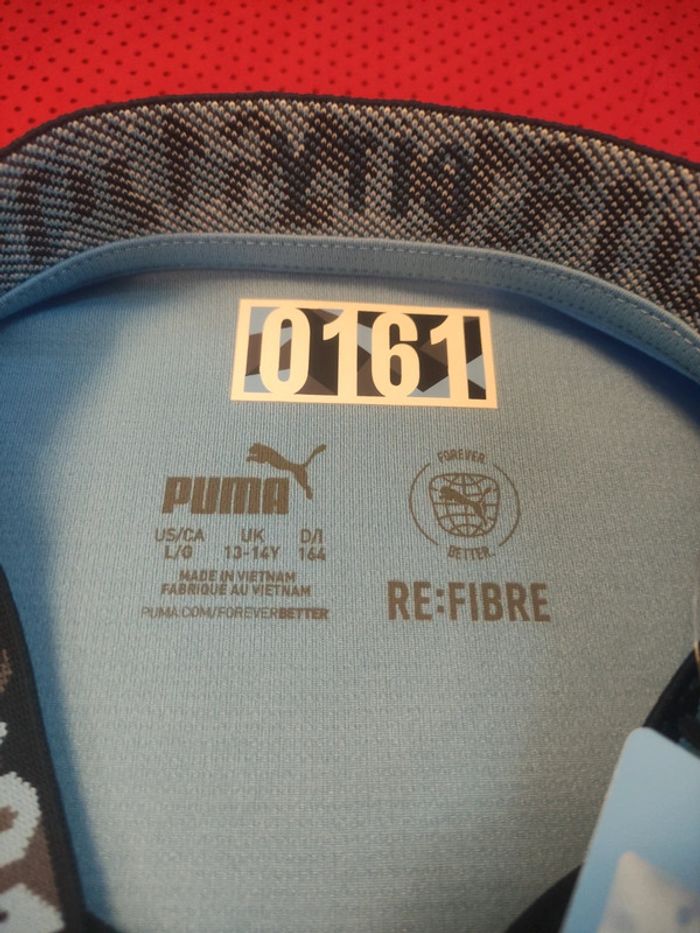 0161
PUMA
US/CA UK D/I
L/G 13-14Y 164
MADE IN VIETNAM
FABRIQUÉ AU VIETNAM
PUMA.COM/FOREVERBETTER
FOREVER
BETTER.
RE:FIBRE